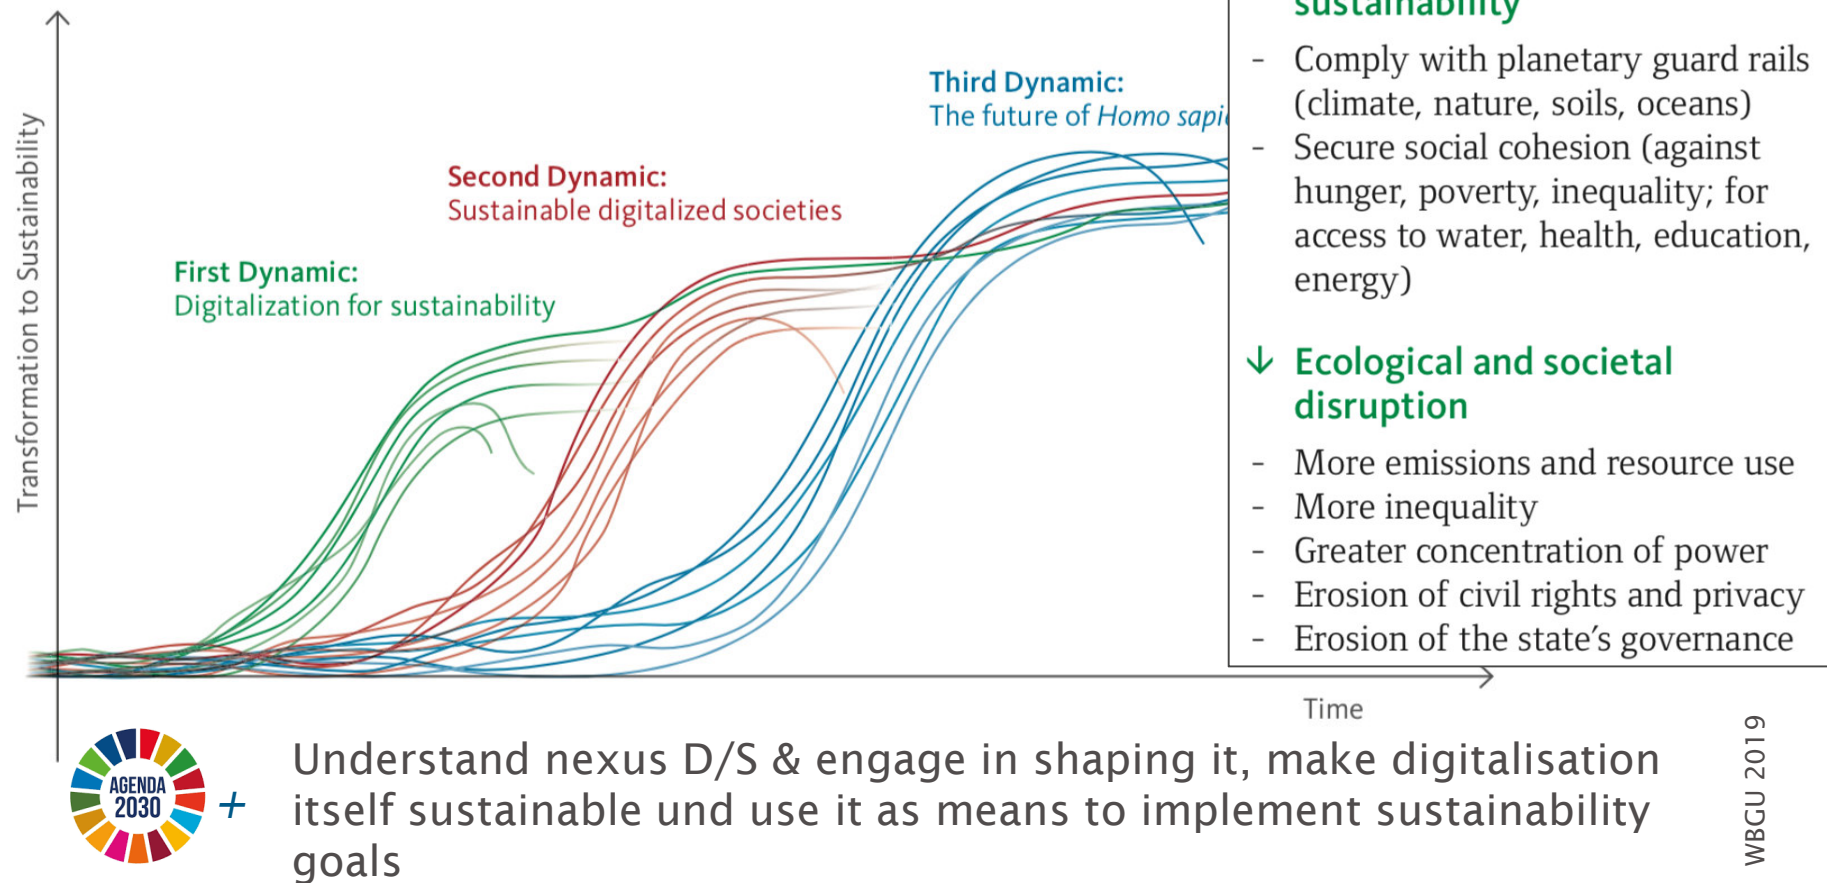 Transformation to Sustainability
First Dynamic:
Digitalization for sustainability
Second Dynamic:
Sustainable digitalized societies
Third Dynamic:
The future of Homo
sustainability
- Comply with planetary guard rails
(climate, nature, soils, oceans)
- Secure social cohesion (against
hunger, poverty, inequality; for
access to water, health, education,
energy)
↓ Ecological and societal
disruption
- More emissions and resource use
- More inequality
- Greater concentration of power
- Erosion of civil rights and privacy
- Erosion of the state’s governance
Time
AGENDA
2030
+
Understand nexus D/S & engage in shaping it, make digitalisation
itself sustainable und use it as means to implement sustainability
goals
WBGU 2019